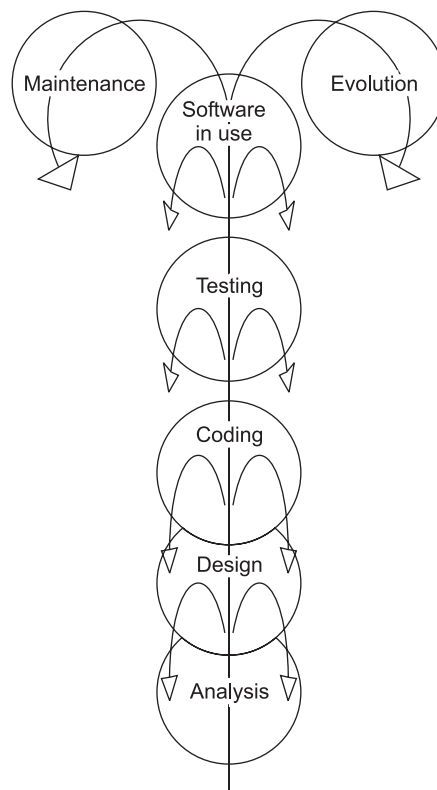 Maintenance
Evolution
Software
in use
Testing
Coding
Design
Analysis